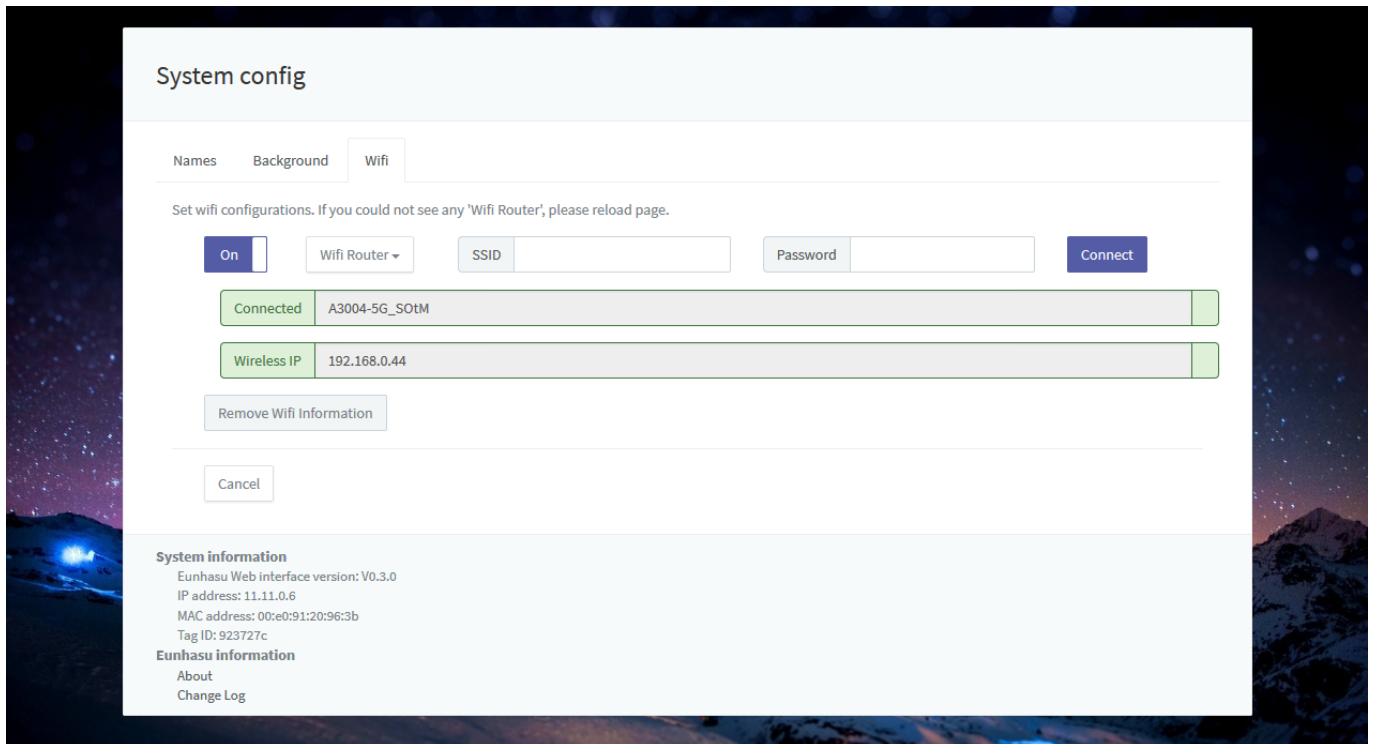 System config
Names Background Wifi
Set wifi configurations. If you could not see any 'Wifi Router', please reload page.
On Wifi Router SSID Password Connect
Connected A3004-5G_SOtM
Wireless IP 192.168.0.44
Remove Wifi Information
Cancel
System information
Eunhasu Web interface version: V0.3.0
IP address: 11.11.0.6
MAC address: 00:e0:91:20:96:3b
Tag ID: 923727c
Eunhasu information
About
Change Log